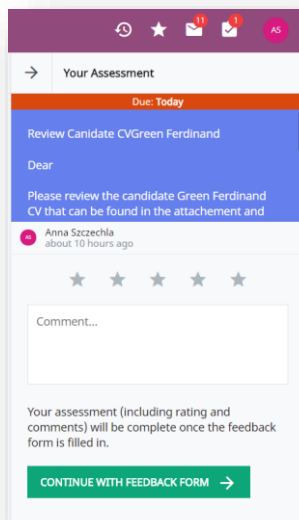 11
1
AS
Your Assessment
Due: Today
Review Canidate CVGreen Ferdinand
Dear
Please review the candidate Green Ferdinand
CV that can be found in the attachement and
AS
Anna Szczechla
about 10 hours ago
Comment...
Your assessment (including rating and
comments) will be complete once the feedback
form is filled in.
CONTINUE WITH FEEDBACK FORM